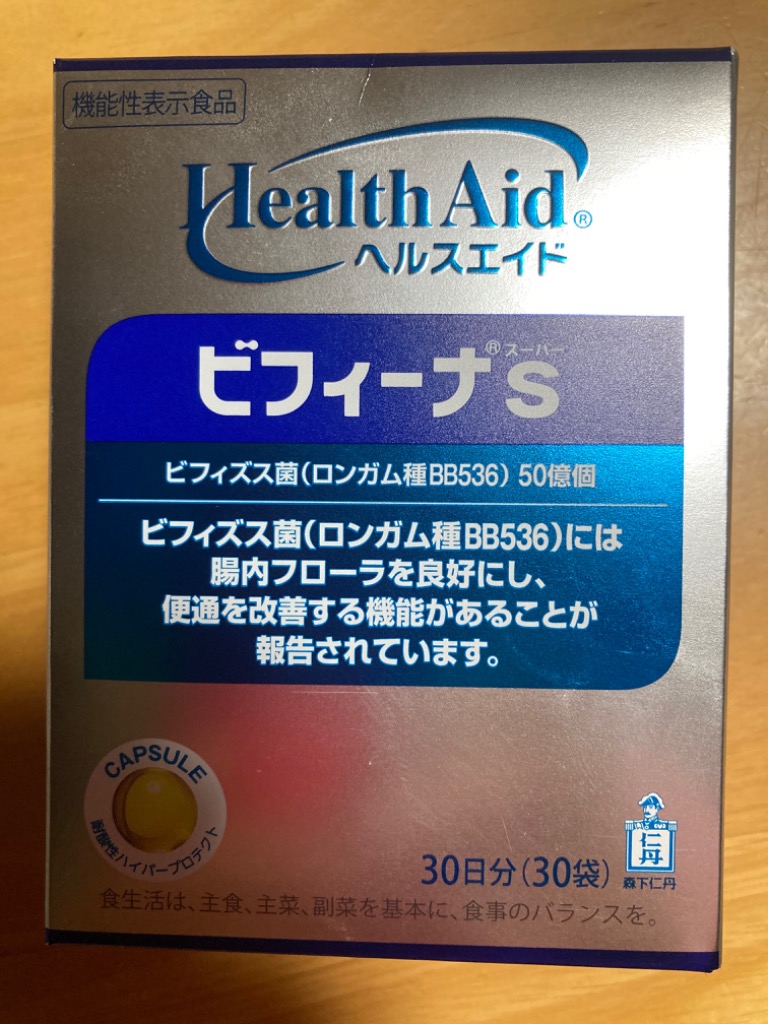 機能性表示食品
Health Aid®
ヘルスエイド
スーパー
ビフィーナ®S
ビフィズス菌(ロンガム種BB536) 50億個
ビフィズス菌(ロンガム種BB536)には
腸内フローラを良好にし、
便通を改善する機能があることが
報告されています。
CAPSULE
耐酸性ハイパープロテクト
仁丹
30日分(30袋)
森下仁丹
食生活は、主食、主菜、副菜を基本に、食事のバランスを。